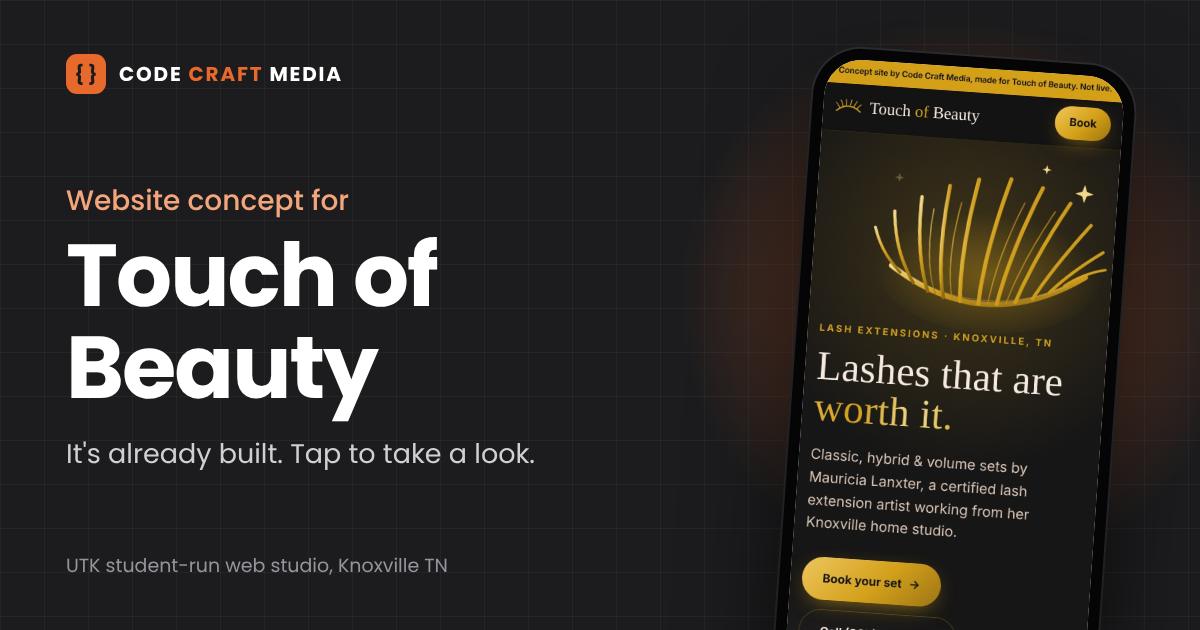 { } CODE CRAFT MEDIA
Website concept for
Touch of
Beauty
It's already built. Tap to take a look.
UTK student-run web studio, Knoxville TN
Concept site by Code Craft Media, made for Touch of Beauty. Not live.
Touch of Beauty
Book
LASH EXTENSIONS · KNOXVILLE, TN
Lashes that are
worth it.
Classic, hybrid & volume sets by
Mauricia Lanxter, a certified lash
extension artist working from her
Knoxville home studio.
Book your set →